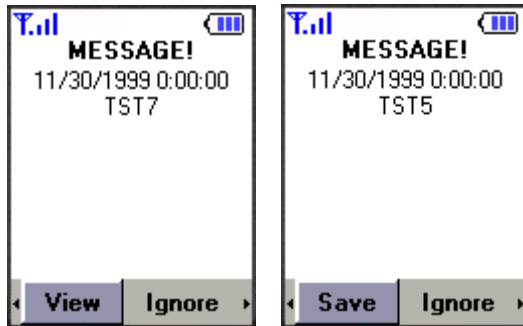 MESSAGE!
11/30/1999 0:00:00
TST7
View Ignore
MESSAGE!
11/30/1999 0:00:00
TST5
Save Ignore